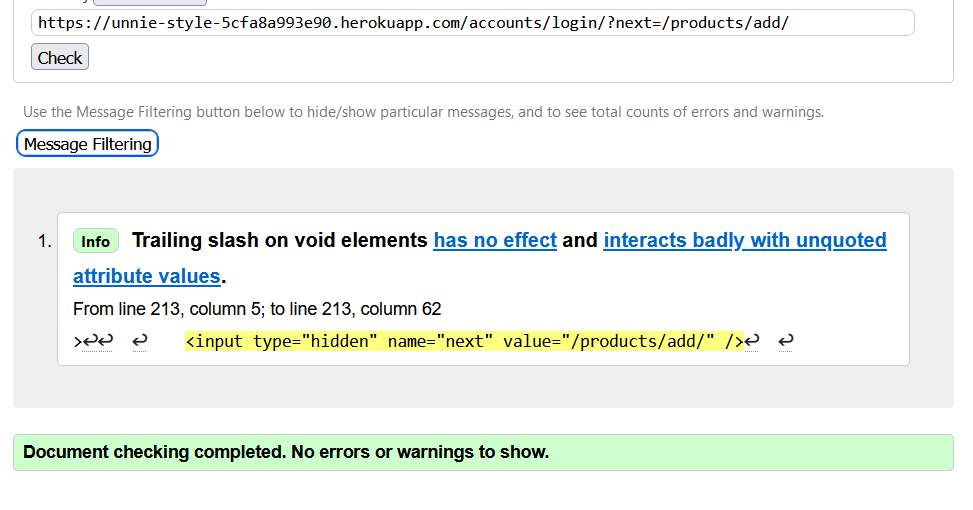 https://unnie-style-5cfa8a993e90.herokuapp.com/accounts/login/?next=/products/add/
Check
Use the Message Filtering button below to hide/show particular messages, and to see total counts of errors and warnings.
Message Filtering
1. Info Trailing slash on void elements has no effect and interacts badly with unquoted
attribute values.
From line 213, column 5; to line 213, column 62
>↩↩ ↩ <input type="hidden" name="next" value="/products/add/" />↩ ↩
Document checking completed. No errors or warnings to show.